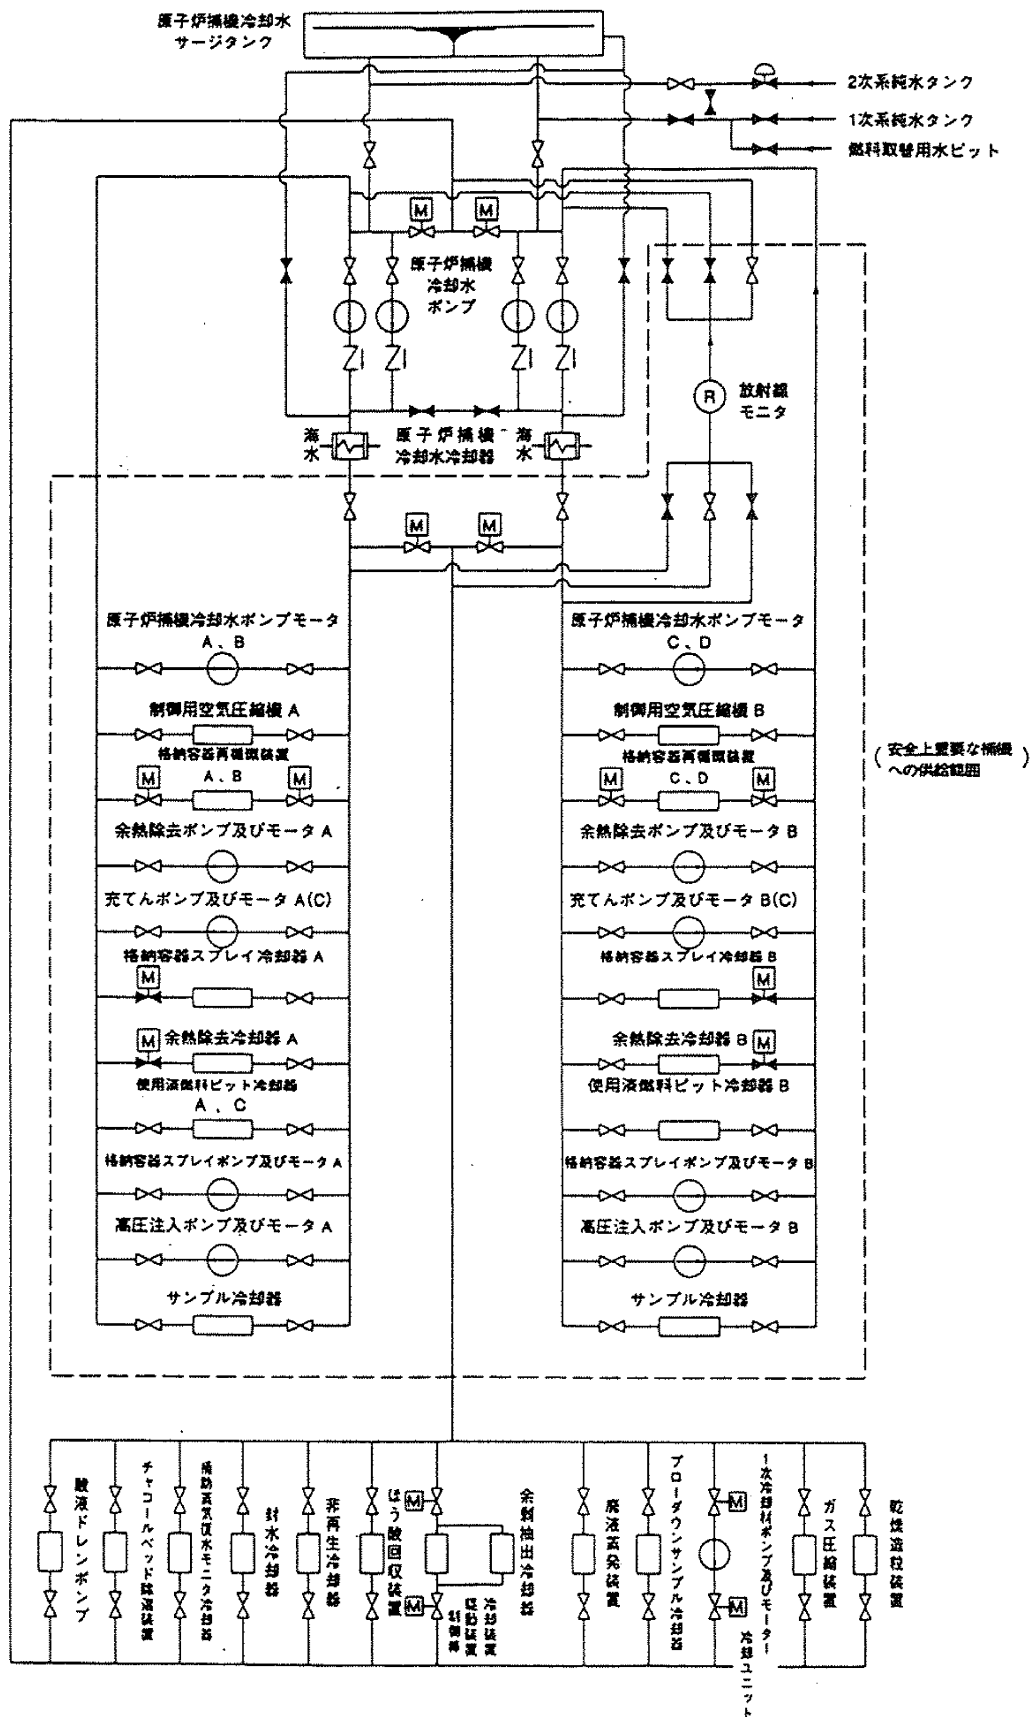 原子炉補機冷却水
サージタンク
2次系純水タンク
1次系純水タンク
燃料取替用水ピット
M
M
原子炉補機
冷却水
ポンプ
R
放射線
モニタ
海水
原子炉補機
冷却水冷却器
海水
M
M
原子炉補機冷却水ポンプモータ
A、B
原子炉補機冷却水ポンプモータ
C、D
制御用空気圧縮機 A
制御用空気圧縮機 B
(安全上重要な補機
への供給範囲)
格納容器再循環装置
A、B
M
M
格納容器再循環装置
C、D
M
M
余熱除去ポンプ及びモータ A
余熱除去ポンプ及びモータ B
充てんポンプ及びモータ A(C)
充てんポンプ及びモータ B(C)
格納容器スプレイ冷却器 A
M
格納容器スプレイ冷却器 B
M
余熱除去冷却器 A
M
余熱除去冷却器 B
M
使用済燃料ピット冷却器
A、C
使用済燃料ピット冷却器 B
格納容器スプレイポンプ及びモータ A
格納容器スプレイポンプ及びモータ B
高圧注入ポンプ及びモータ A
高圧注入ポンプ及びモータ B
サンプル冷却器
サンプル冷却器
酸液ドレンポンプ
チャコールベッド除湿装置
補助蒸気復水モニタ冷却器
封水冷却器
非再生冷却器
ほう酸回収装置
M
M
制御棒
駆動装置
冷却装置
余剰抽出冷却器
廃液蒸発装置
ブローダウンサンプル冷却器
M
M
1次冷却材ポンプ及びモーター
冷却ユニット
ガス圧縮装置
乾燥造粒装置